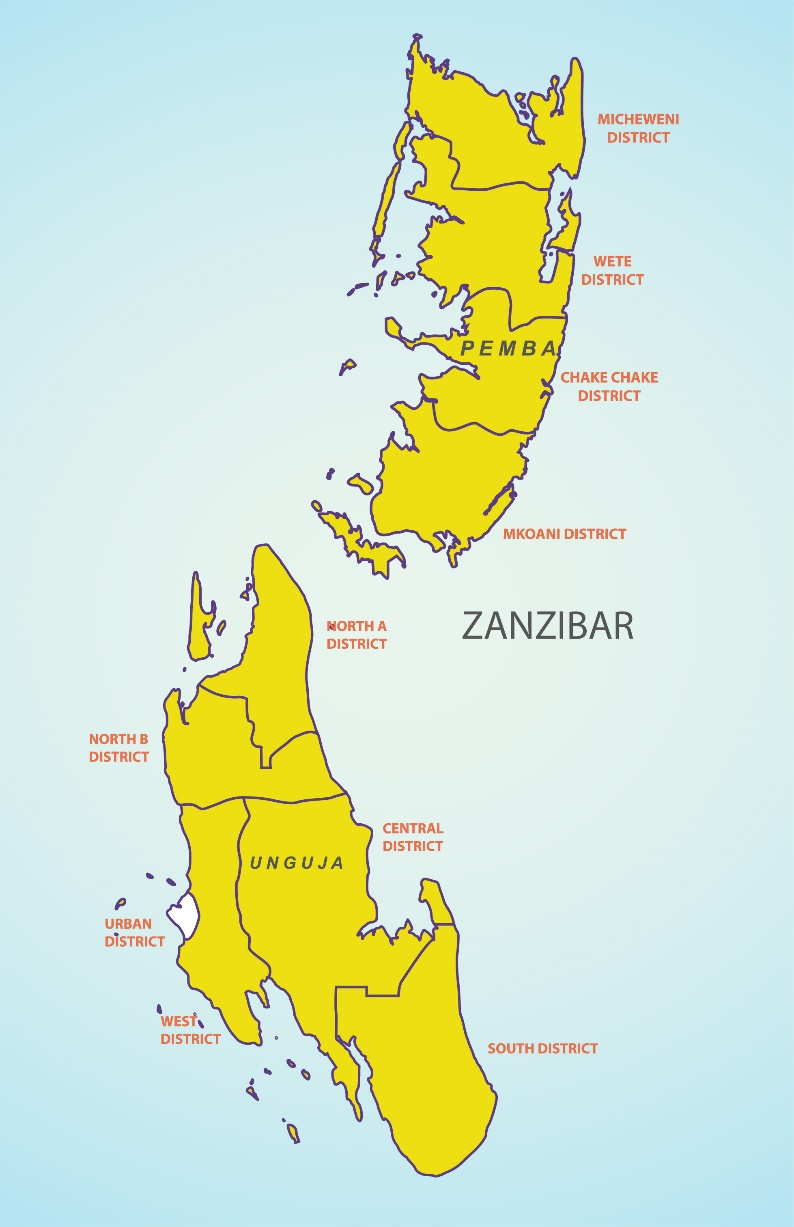 MICHEWENI
DISTRICT
WETE
DISTRICT
PEMBA
CHAKE CHAKE
DISTRICT
MKOANI DISTRICT
ZANZIBAR
NORTH A
DISTRICT
NORTH B
DISTRICT
CENTRAL
DISTRICT
UNGUJA
URBAN
DISTRICT
WEST
DISTRICT
SOUTH DISTRICT